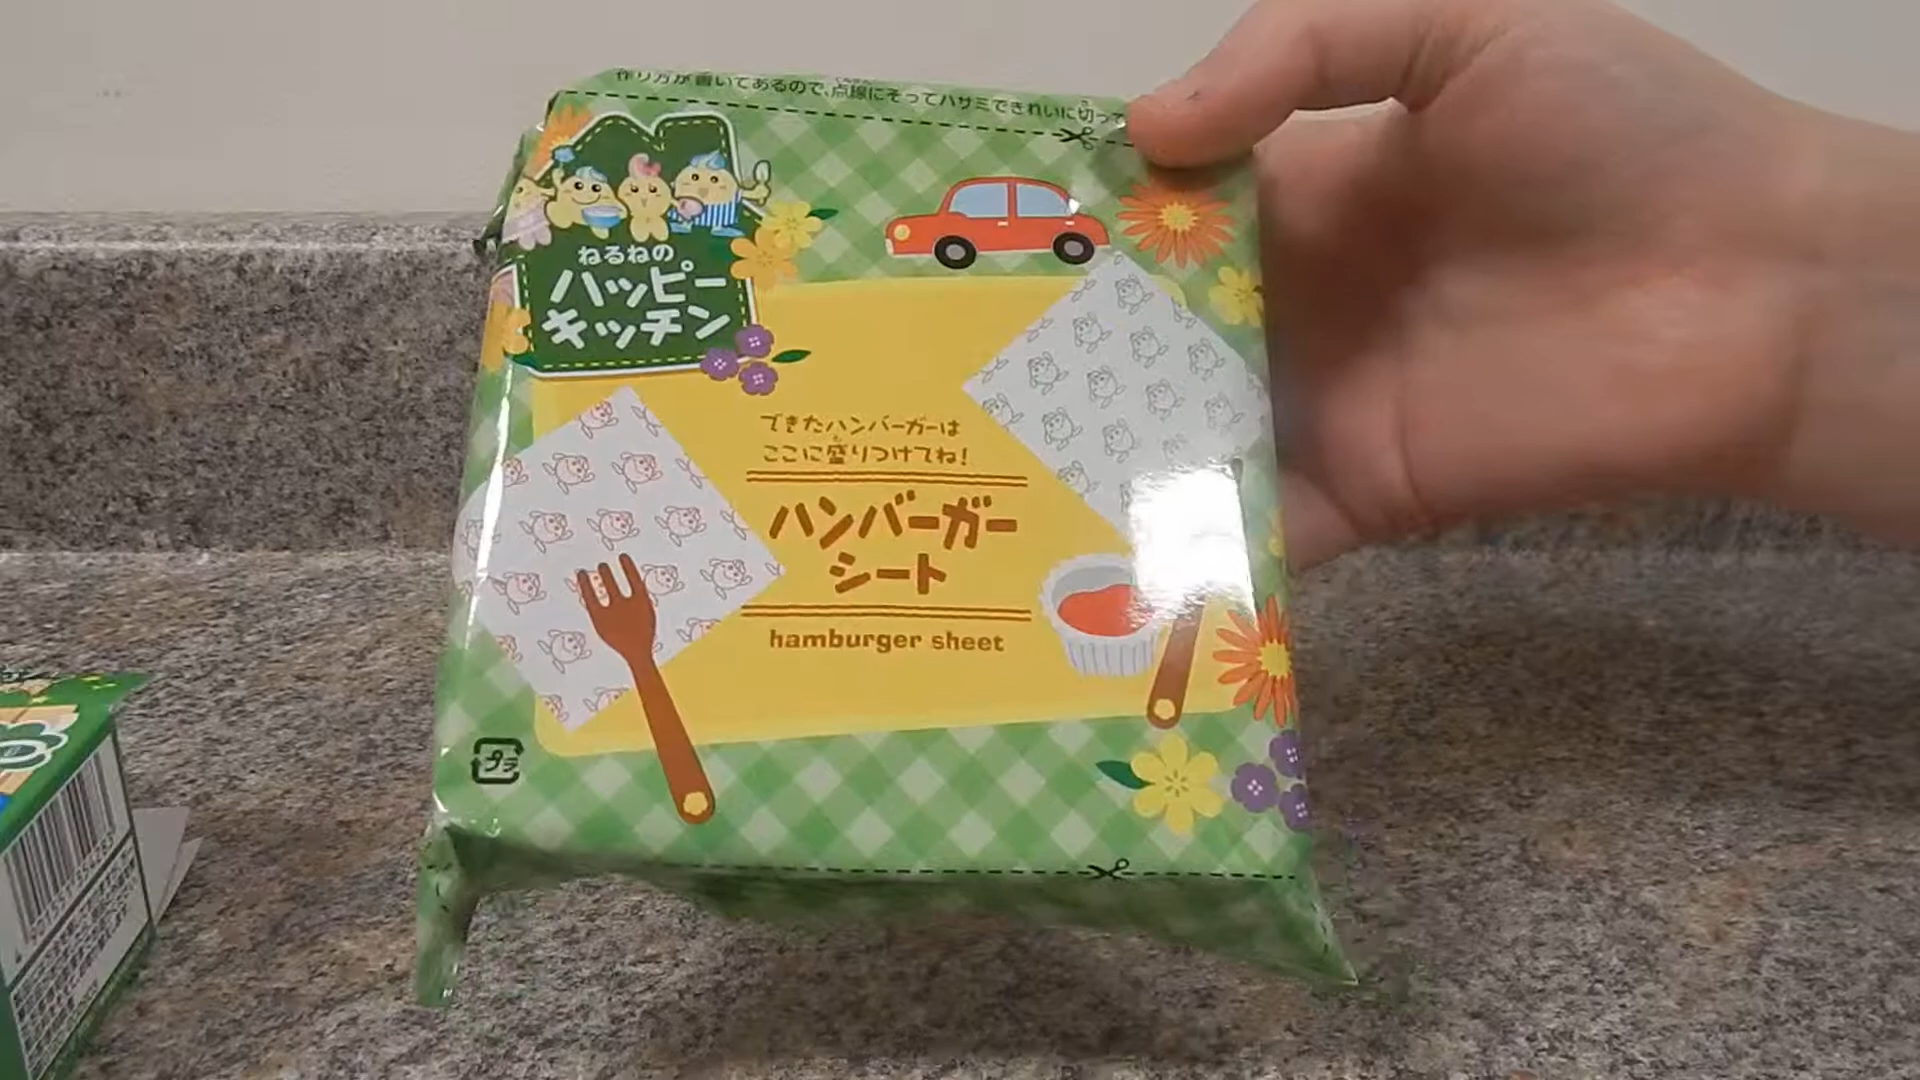 作り方が書いてあるので、点線にそってハサミできれいに切って
ねるねの
ハッピー
キッチン
できたハンバーガーは
ここに盛りつけてね!
ハンバーガー
シート
hamburger sheet
プラ